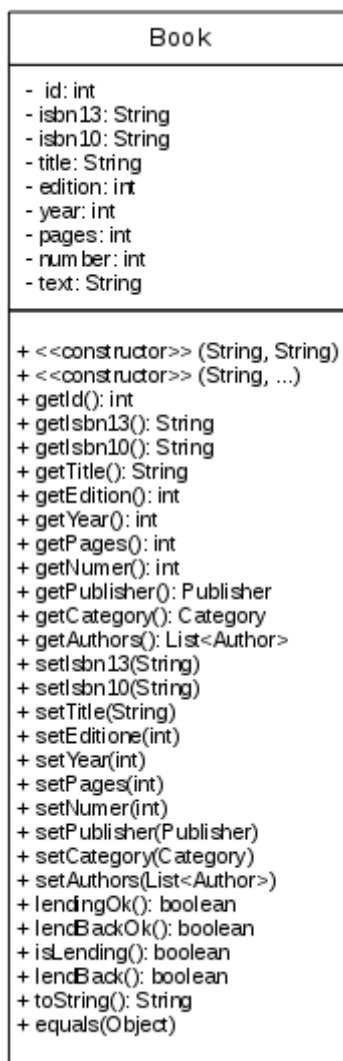 Book
- id: int
- isbn13: String
- isbn10: String
- title: String
- edition: int
- year: int
- pages: int
- number: int
- text: String
+ <<constructor>> (String, String)
+ <<constructor>> (String, ...)
+ getId(): int
+ getIsbn13(): String
+ getIsbn10(): String
+ getTitle(): String
+ getEdition(): int
+ getYear(): int
+ getPages(): int
+ getNumer(): int
+ getPublisher(): Publisher
+ getCategory(): Category
+ getAuthors(): List<Author>
+ setIsbn13(String)
+ setIsbn10(String)
+ setTitle(String)
+ setEditione(int)
+ setYear(int)
+ setPages(int)
+ setNumer(int)
+ setPublisher(Publisher)
+ setCategory(Category)
+ setAuthors(List<Author>)
+ lendingOk(): boolean
+ lendBackOk(): boolean
+ isLending(): boolean
+ lendBack(): boolean
+ toString(): String
+ equals(Object)